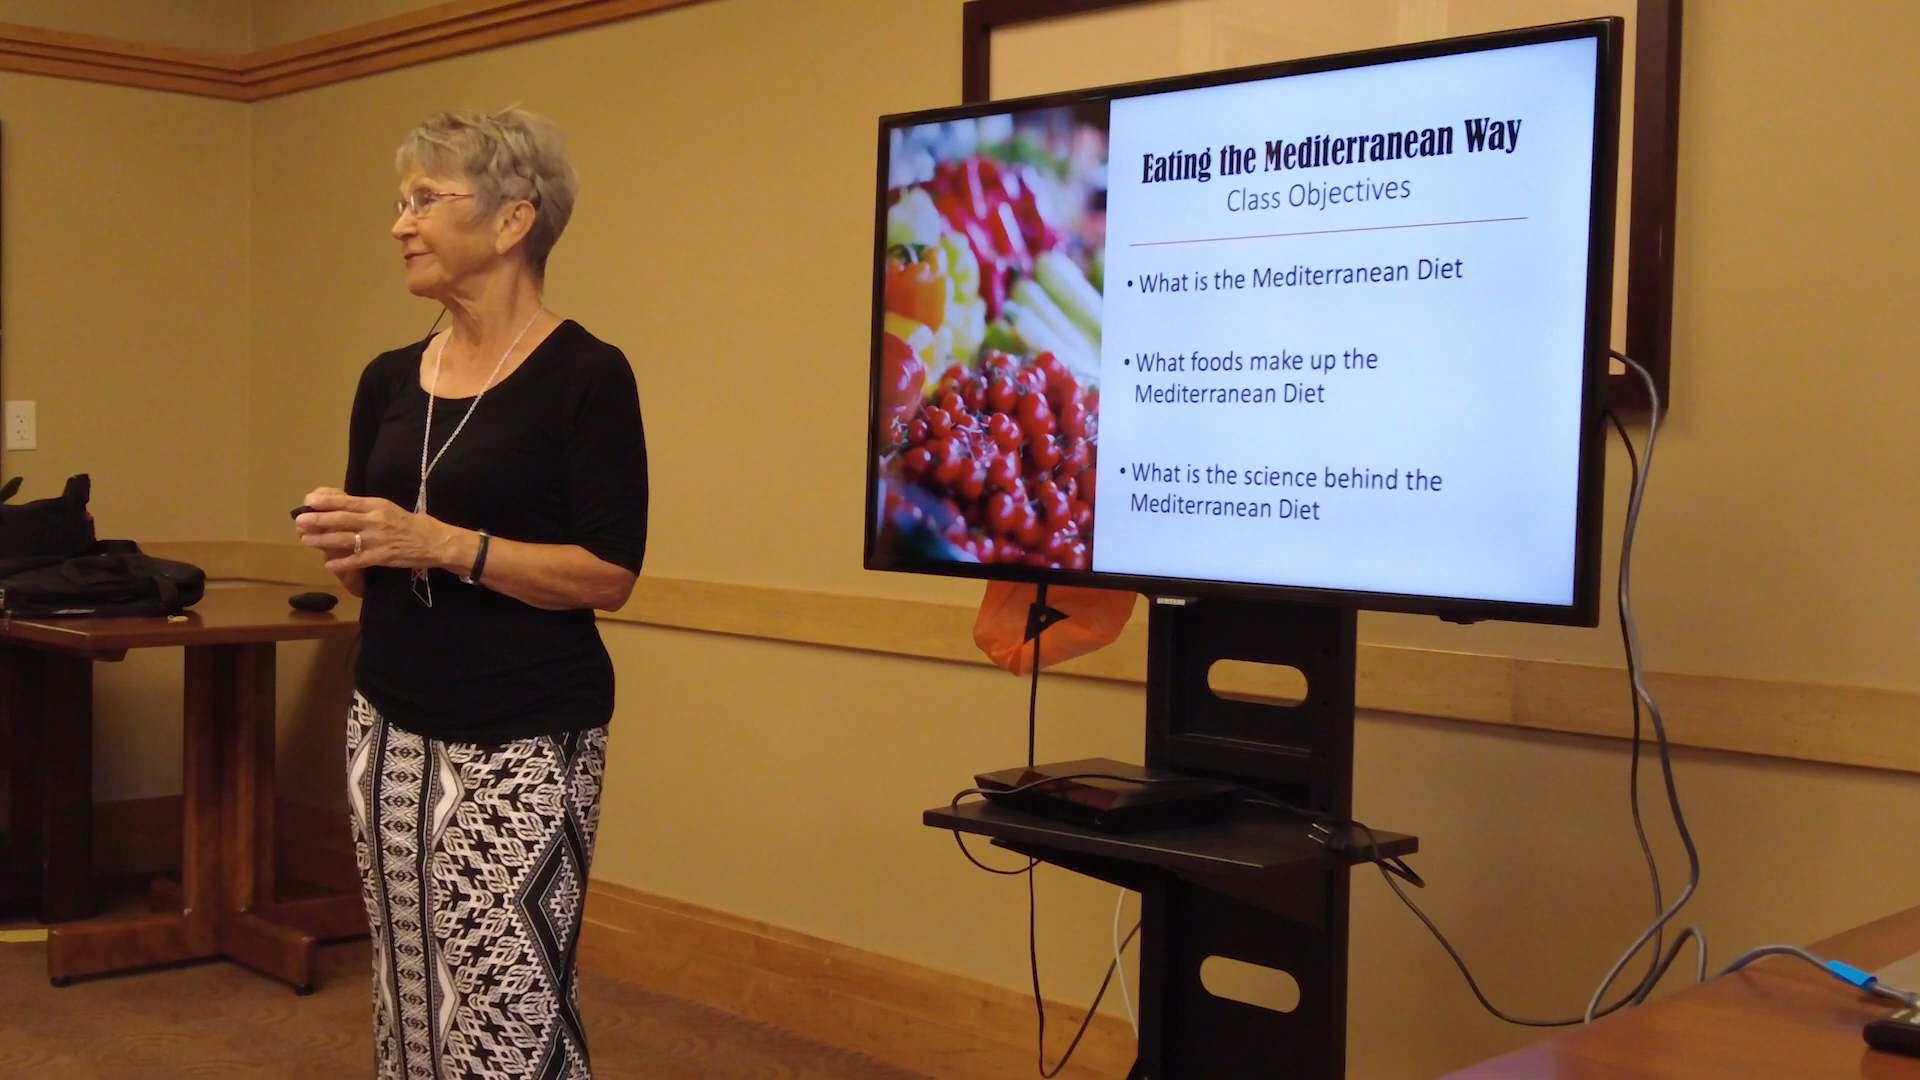 Eating the Mediterranean Way
Class Objectives
• What is the Mediterranean Diet
• What foods make up the
Mediterranean Diet
• What is the science behind the
Mediterranean Diet